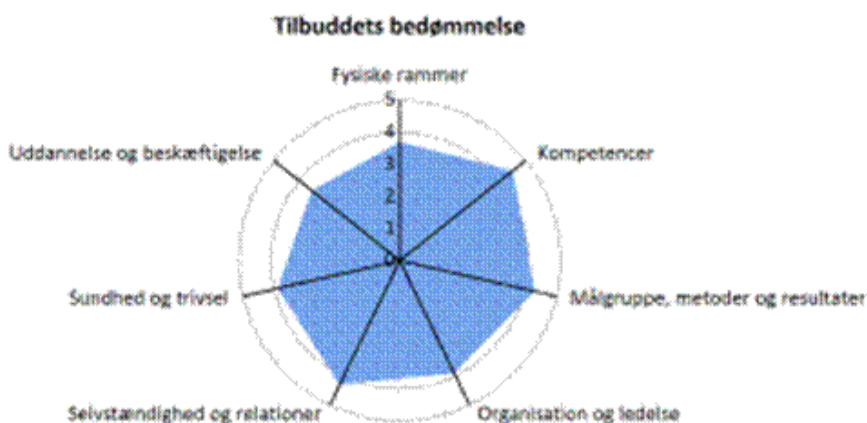 Tilbuddets bedømmelse
Fysiske rammer
5
4
3
2
1
0
Kompetencer
Målgruppe, metoder og resultater
Organisation og ledelse
Selvstændighed og relationer
Sundhed og trivsel
Uddannelse og beskæftigelse